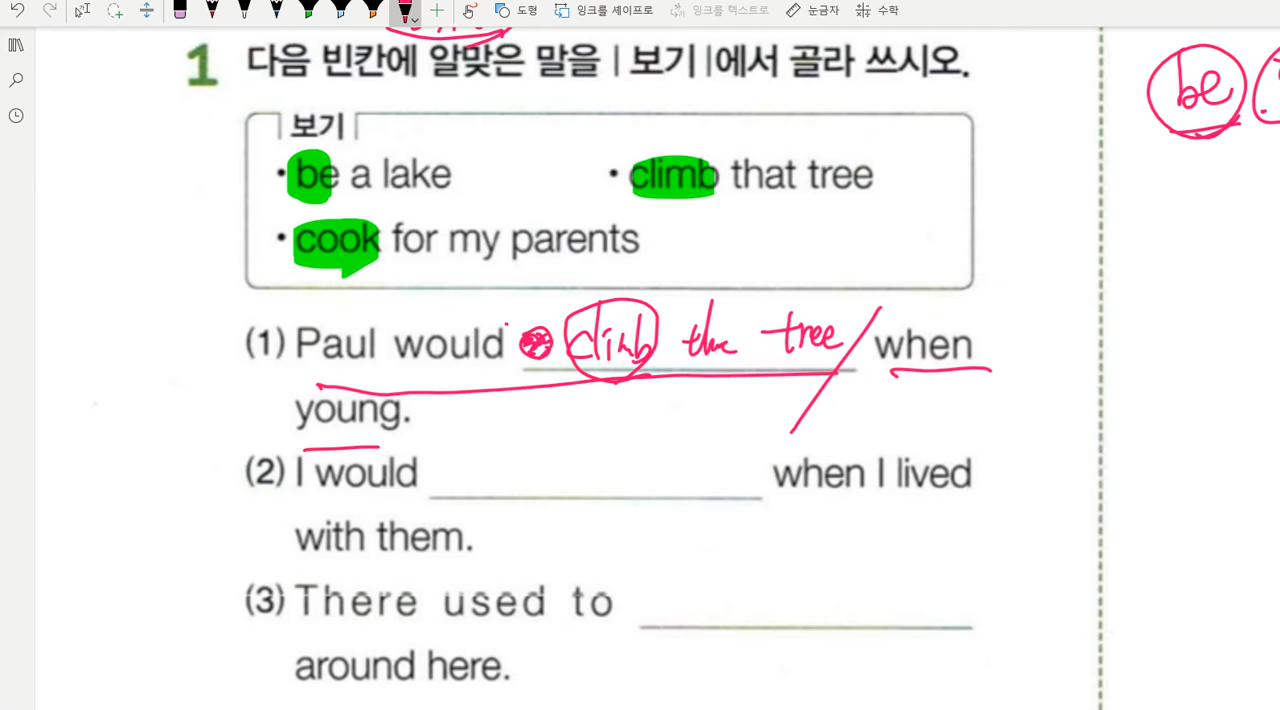 도형 잉크를 셰이프로 잉크를 텍스트로 눈금자 수학
1 다음 빈칸에 알맞은 말을 | 보기 |에서 골라 쓰시오.
be
| 보기 |
• be a lake • climb that tree
• cook for my parents
(1) Paul would climb the tree when
young.
(2) I would ____ when I lived
with them.
(3) There used to ____
around here.